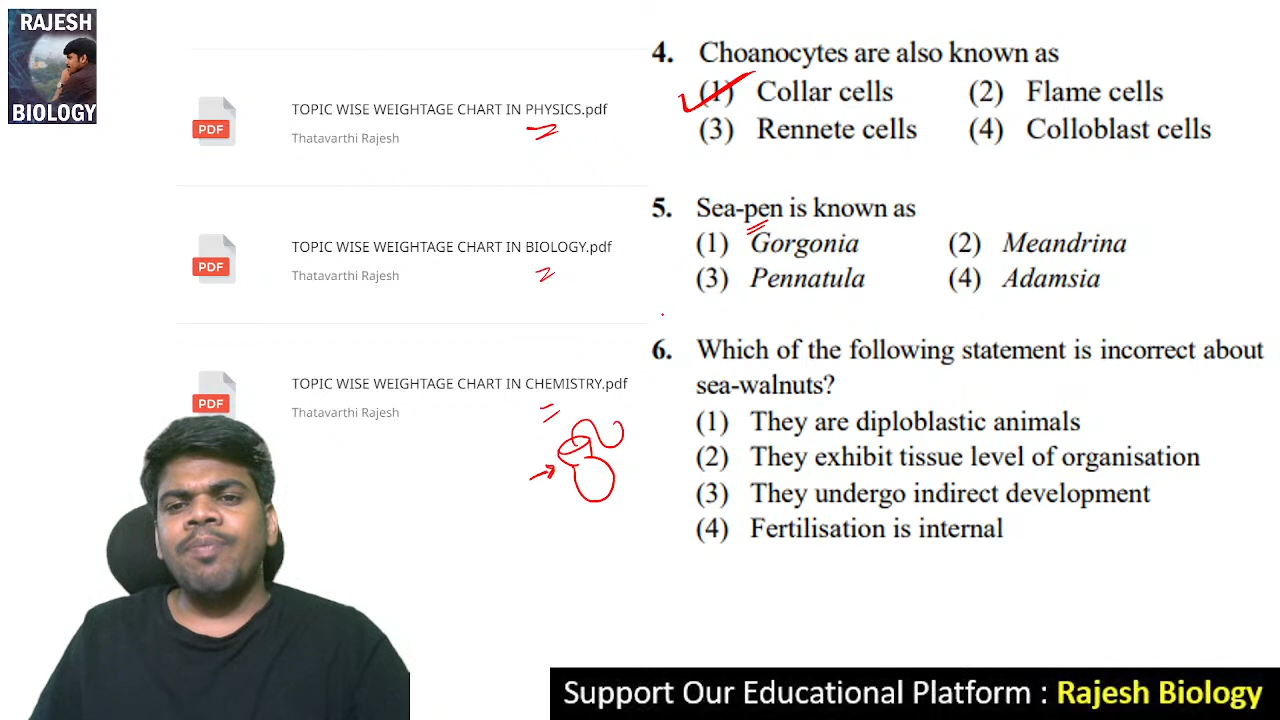 RAJESH
BIOLOGY
PDF
TOPIC WISE WEIGHTAGE CHART IN PHYSICS.pdf
Thatavarthi Rajesh
PDF
TOPIC WISE WEIGHTAGE CHART IN BIOLOGY.pdf
Thatavarthi Rajesh
PDF
TOPIC WISE WEIGHTAGE CHART IN CHEMISTRY.pdf
Thatavarthi Rajesh
4. Choanocytes are also known as
(1) Collar cells (2) Flame cells
(3) Rennete cells (4) Colloblast cells
5. Sea-pen is known as
(1) Gorgonia (2) Meandrina
(3) Pennatula (4) Adamsia
6. Which of the following statement is incorrect about
sea-walnuts?
(1) They are diploblastic animals
(2) They exhibit tissue level of organisation
(3) They undergo indirect development
(4) Fertilisation is internal
Support Our Educational Platform : Rajesh Biology